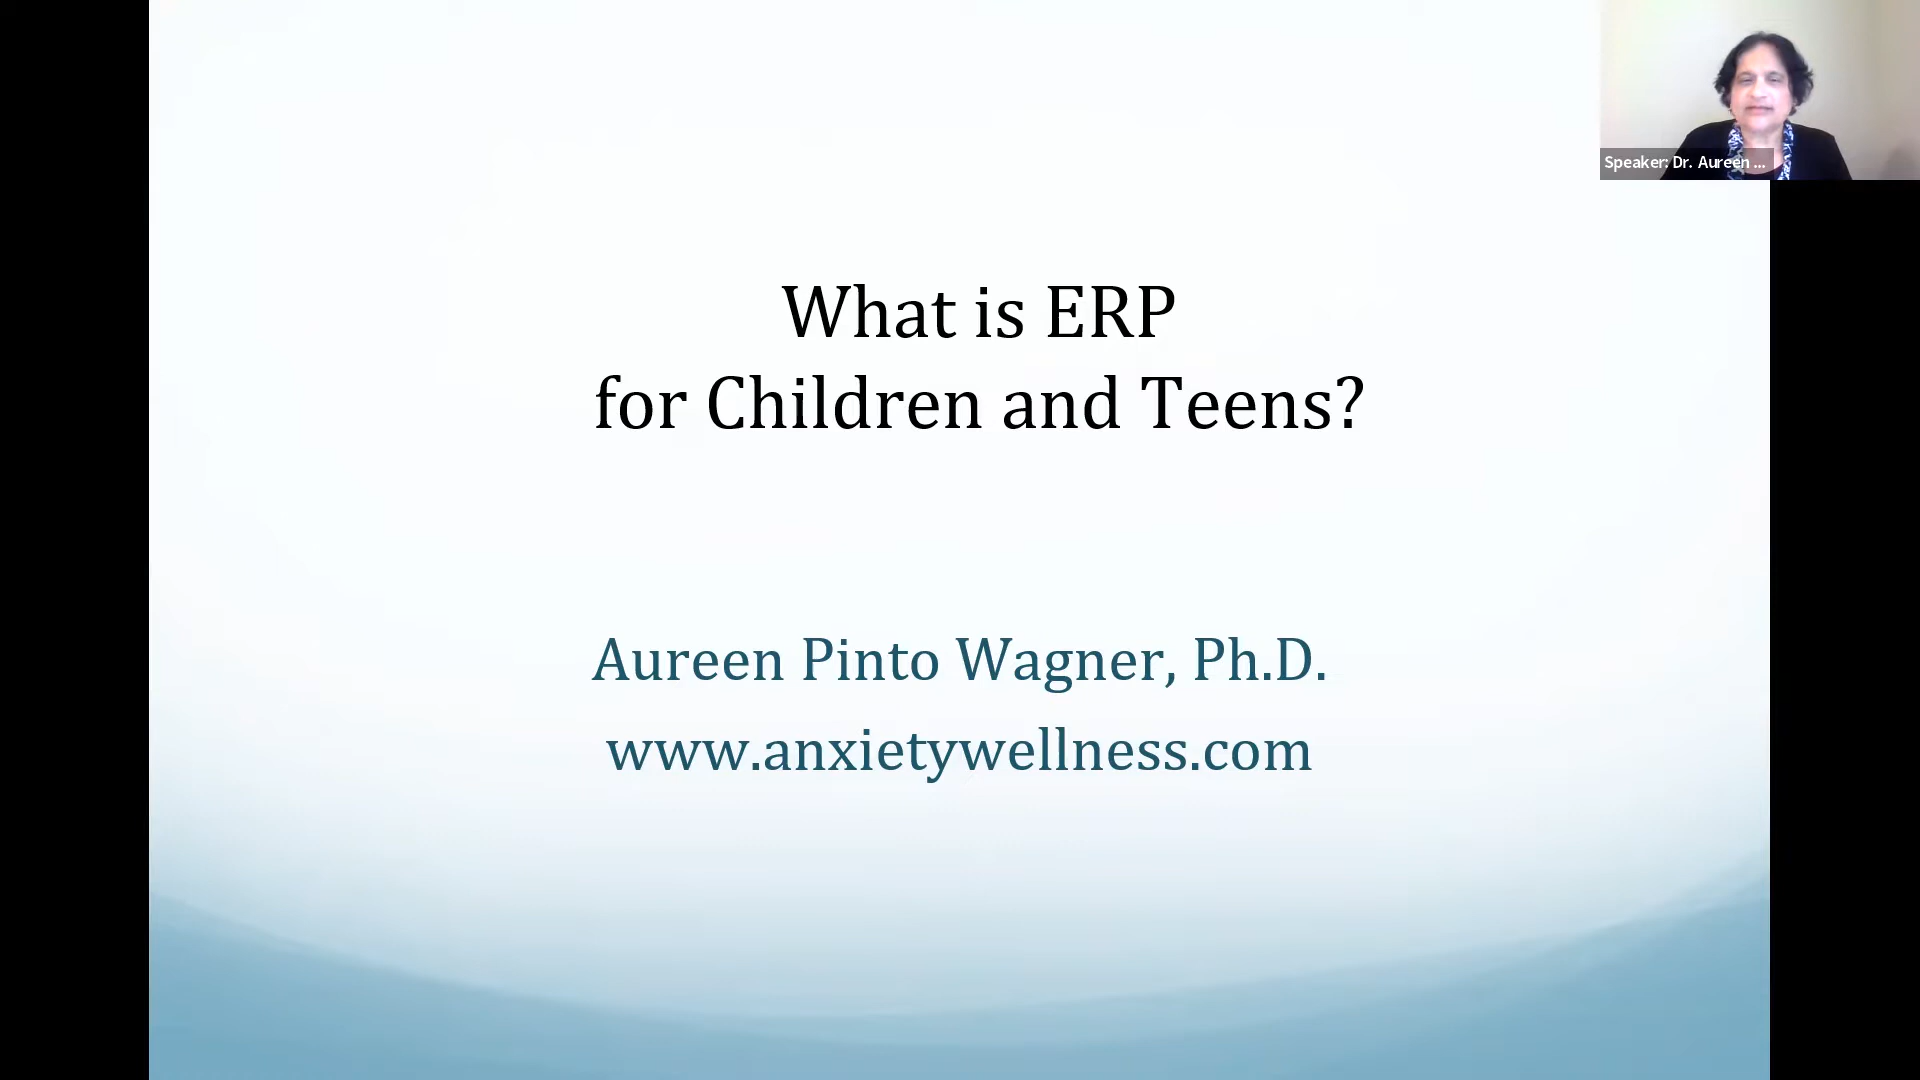 What is ERP
for Children and Teens?
Aureen Pinto Wagner, Ph.D.
www.anxietywellness.com
Speaker: Dr. Aureen ...